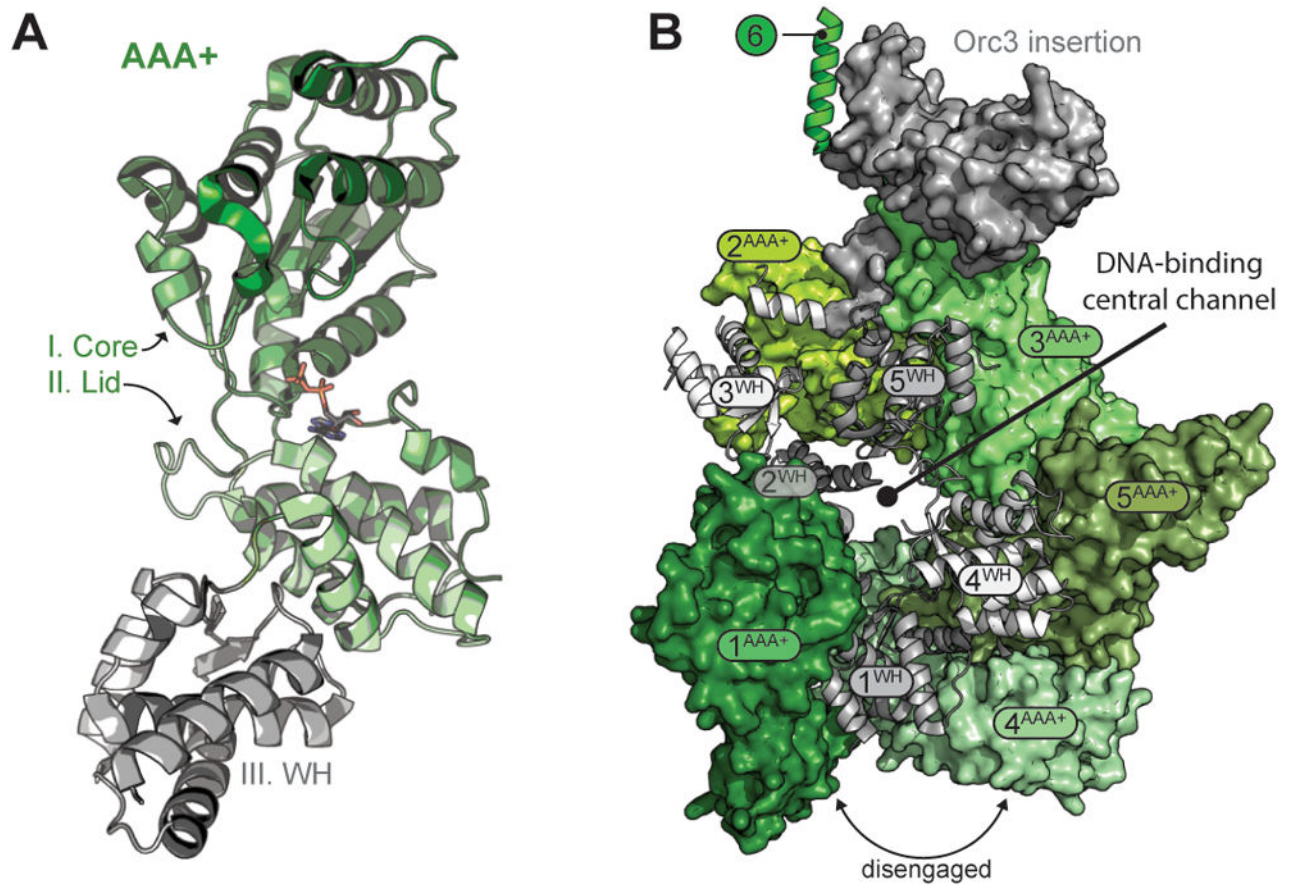 A
AAA+
I. Core
II. Lid
III. WH
B
6
Orc3 insertion
2AAA+
DNA-binding
central channel
3AAA+
3WH
5WH
2WH
5AAA+
4WH
1AAA+
1WH
4AAA+
disengaged